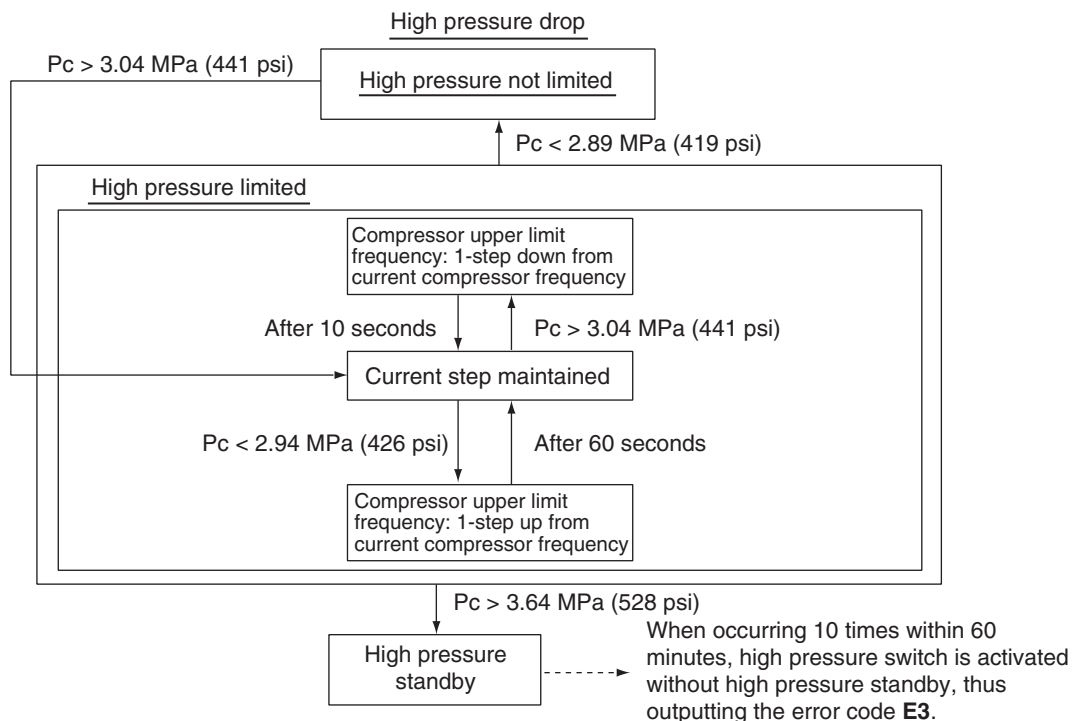 High pressure drop
Pc > 3.04 MPa (441 psi)
High pressure not limited
Pc < 2.89 MPa (419 psi)
High pressure limited
Compressor upper limit
frequency: 1-step down from
current compressor frequency
After 10 seconds
Pc > 3.04 MPa (441 psi)
Current step maintained
Pc < 2.94 MPa (426 psi)
After 60 seconds
Compressor upper limit
frequency: 1-step up from
current compressor frequency
Pc > 3.64 MPa (528 psi)
High pressure
standby
When occurring 10 times within 60
minutes, high pressure switch is activated
without high pressure standby, thus
outputting the error code E3.